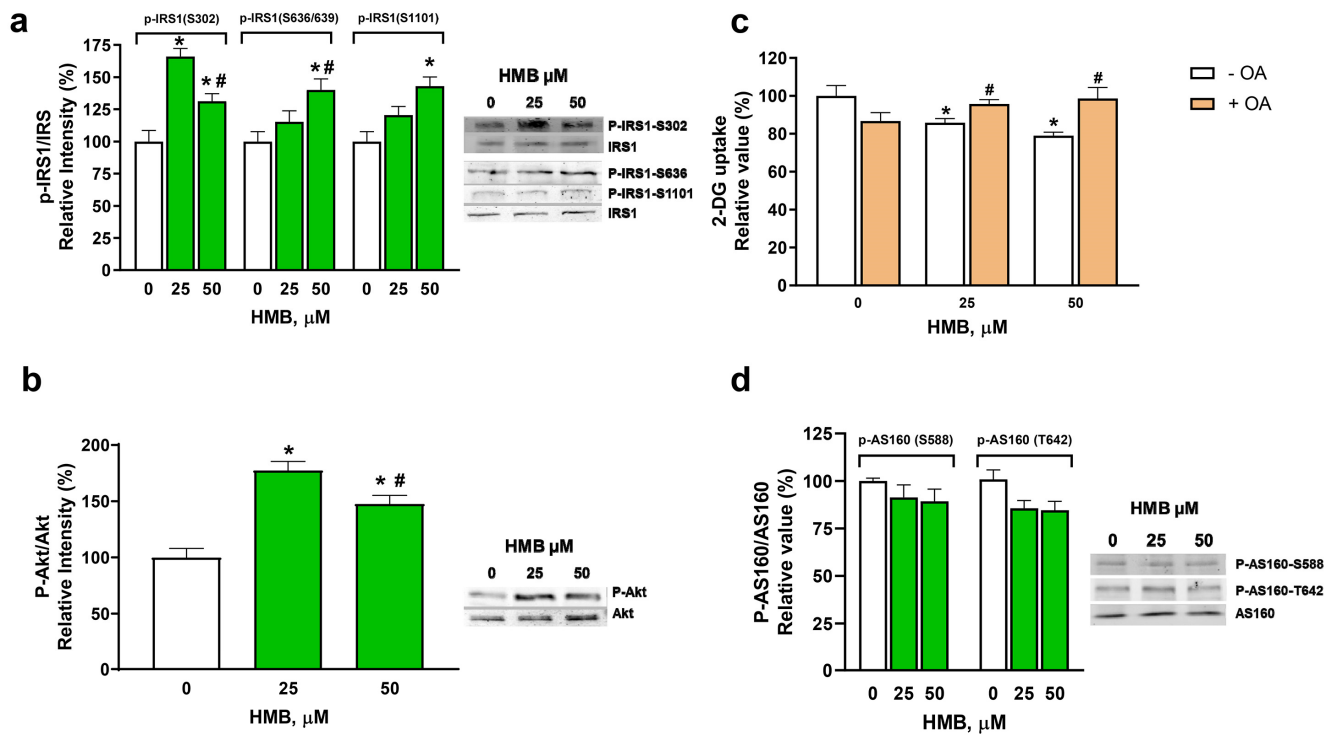 a
p-IRS1(S302)
p-IRS1(S636/639)
p-IRS1(S1101)
p-IRS1/IRS
Relative Intensity (%)
175
150
125
100
75
50
25
0
*
* #
* #
*
0 25 50 0 25 50 0 25 50
HMB, μM
HMB μM
0 25 50
P-IRS1-S302
IRS1
P-IRS1-S636
P-IRS1-S1101
IRS1
c
2-DG uptake
Relative value (%)
120
100
80
60
40
20
0
*
#
*
#
0 25 50
HMB, μM
- OA
+ OA
b
P-Akt/Akt
Relative Intensity (%)
200
150
100
50
0
*
* #
0 25 50
HMB, μM
HMB μM
0 25 50
P-Akt
Akt
d
p-AS160 (S588)
p-AS160 (T642)
P-AS160/AS160
Relative value (%)
125
100
75
50
25
0
0 25 50 0 25 50
HMB, μM
HMB μM
0 25 50
P-AS160-S588
P-AS160-T642
AS160